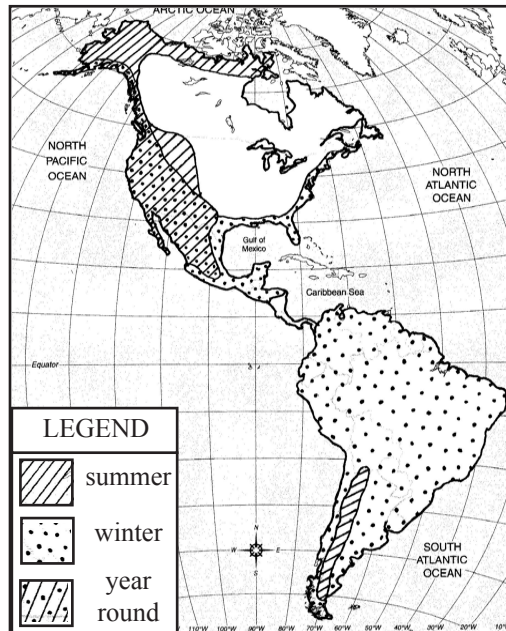 ARCTIC OCEAN
NORTH
PACIFIC
OCEAN
NORTH
ATLANTIC
OCEAN
Gulf of
Mexico
Caribbean Sea
Equator
LEGEND
summer
winter
year
round
N
W
E
S
SOUTH
ATLANTIC
OCEAN
110°W
100°W
90°W
80°W
70°W
60°W
50°W
40°W
30°W
20°W
10°W